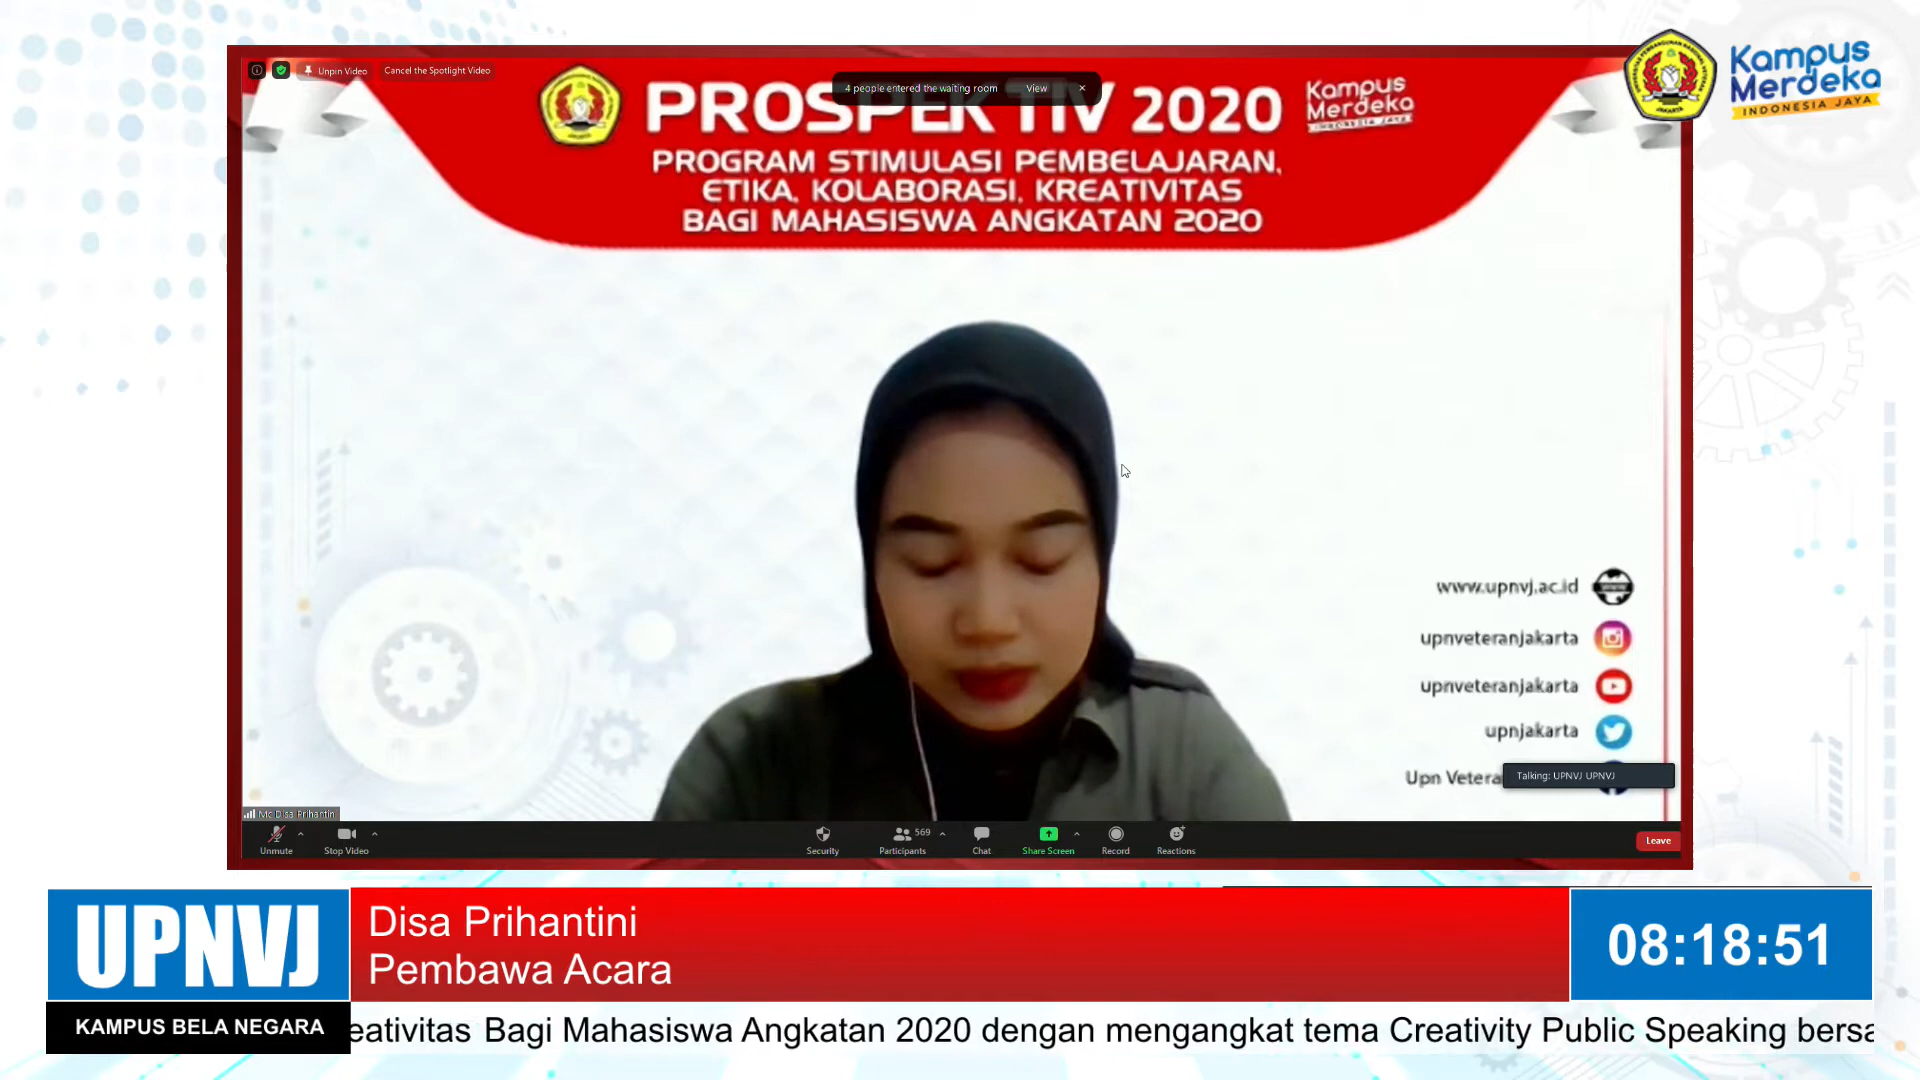 Unpin Video
Cancel the Spotlight Video
4 people entered the waiting room
View
PROSPEKTIV 2020
Kampus
Merdeka
INDONESIA JAYA
PROGRAM STIMULASI PEMBELAJARAN,
ETIKA, KOLABORASI, KREATIVITAS
BAGI MAHASISWA ANGKATAN 2020
Kampus
Merdeka
INDONESIA JAYA
www.upnvj.ac.id
upnveteranjakarta
upnveteranjakarta
upnjakarta
Upn Vetera
Talking: UPNVJ UPNVJ
Mc Disa Prihantin
Unmute
Stop Video
Security
569
Participants
Chat
Share Screen
Record
Reactions
Leave
UPNVJ
KAMPUS BELA NEGARA
Disa Prihantini
Pembawa Acara
08:18:51
eativitas Bagi Mahasiswa Angkatan 2020 dengan mengangkat tema Creativity Public Speaking bersa